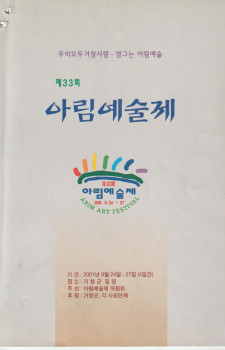 우리모두거창사랑 - 영그는 아림예술
제33회
아림예술제
제33회
아림예술제
2001. 9. 24 - 27
ARIM ART FESTIVAL
기 간 : 2001년 9월 24일 - 27일 (4일간)
장 소 : 거 창 군 일 원
주 최 : 아림예술제 위원회
후 원 : 거창군, 각 사회단체